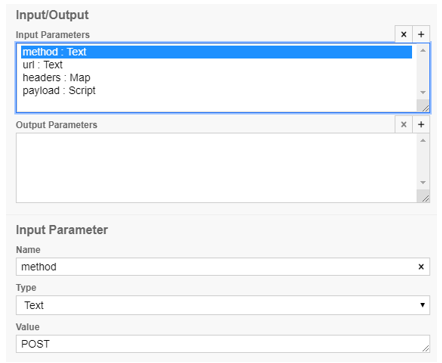 Input/Output
Input Parameters
x +
method : Text
url : Text
headers : Map
payload : Script
Output Parameters
x +
Input Parameter
Name
method
x
Type
Text
Value
POST